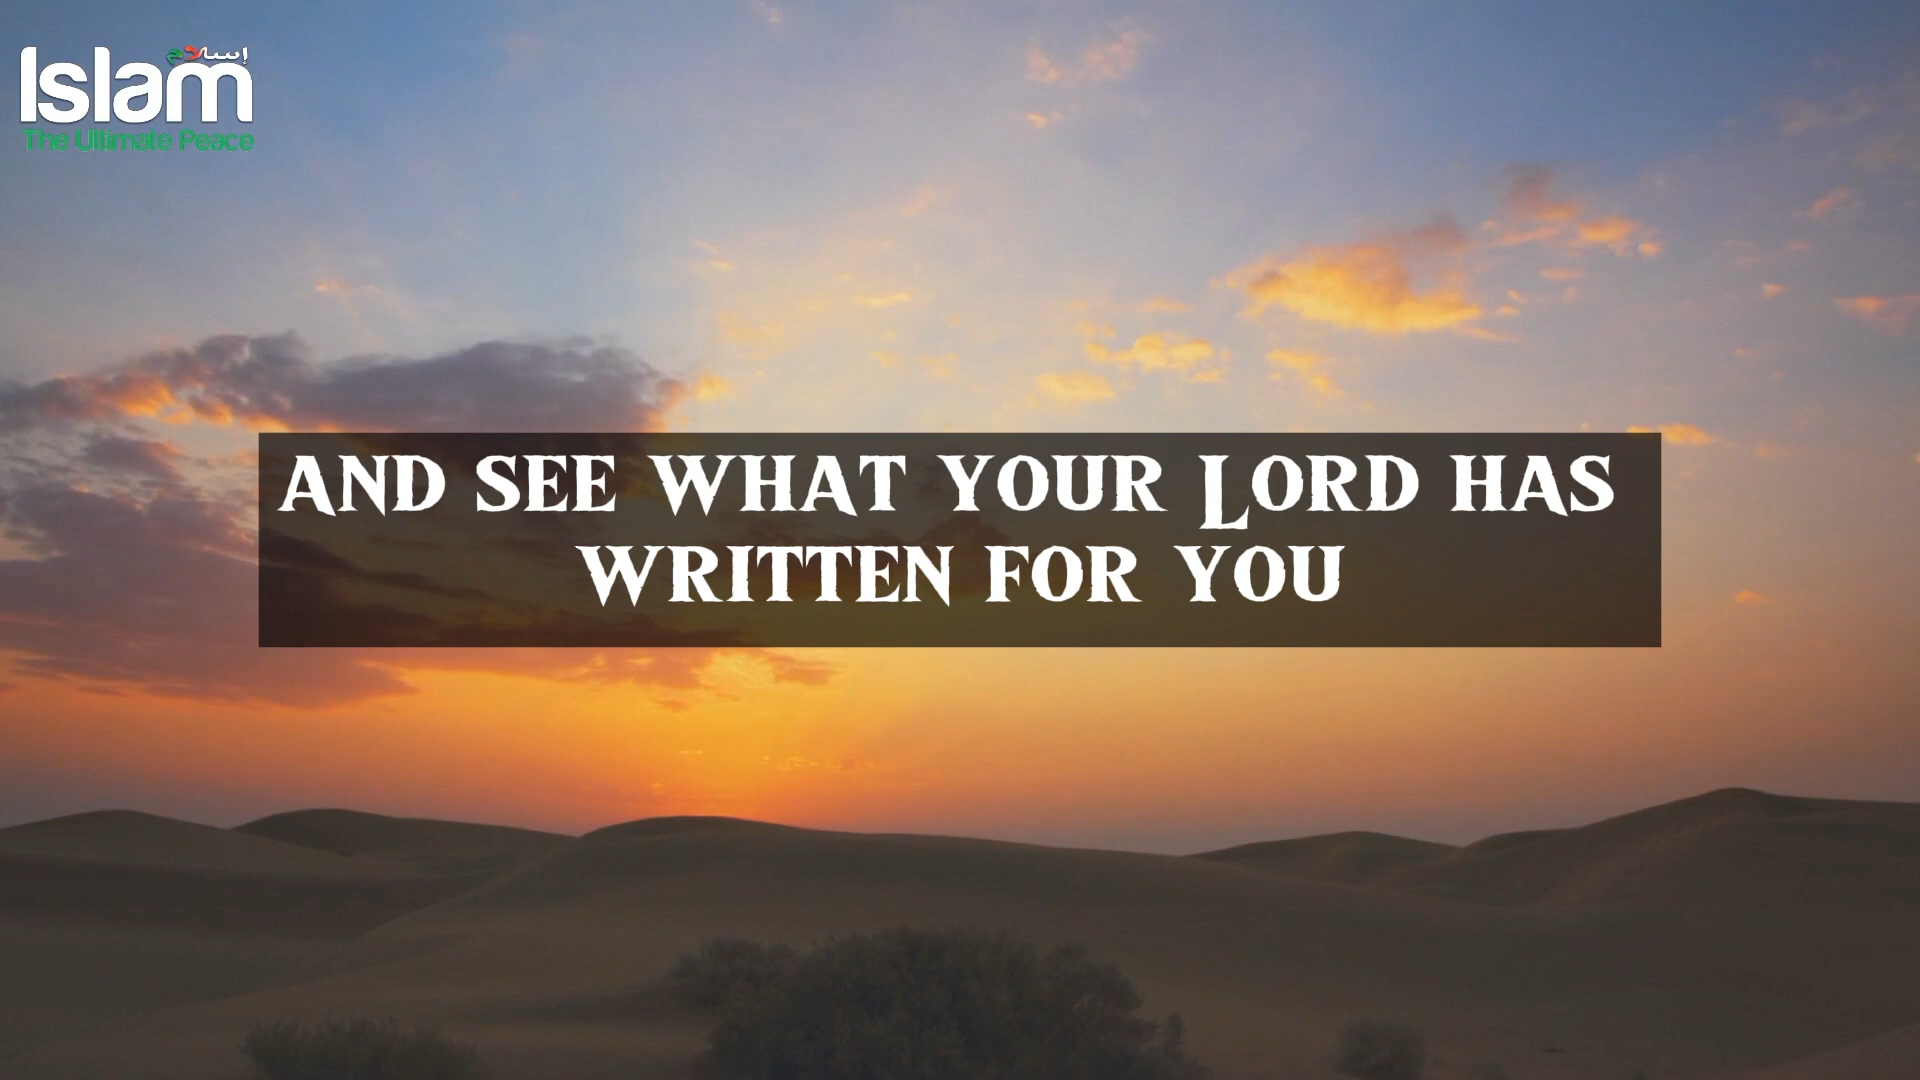 إسلام
Islam
The Ultimate Peace
AND SEE WHAT YOUR LORD HAS
WRITTEN FOR YOU